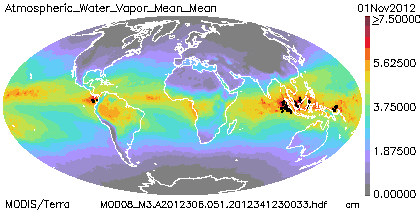 Atmospheric_Water_Vapor_Mean_Mean
01Nov2012
≥7.50000
5.62500
3.75000
1.87500
0.00000
MODIS/Terra MOD08_M3.A2012306.051.2012341230033.hdf cm